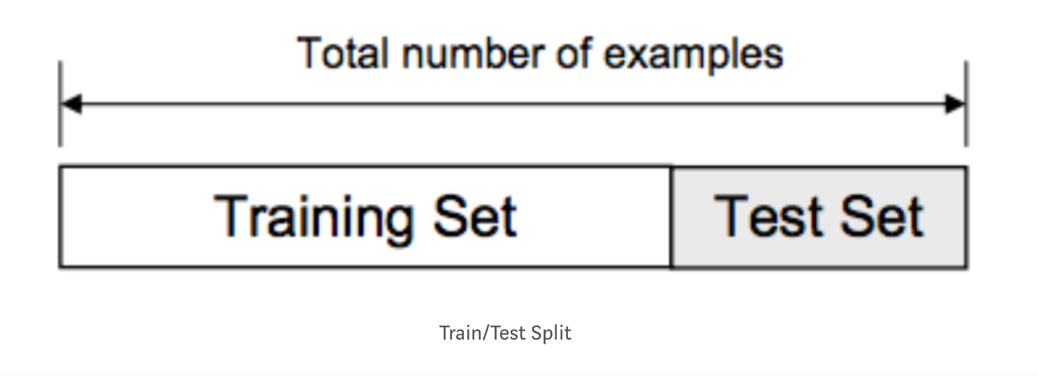 Total number of examples
Training Set
Test Set
Train/Test Split